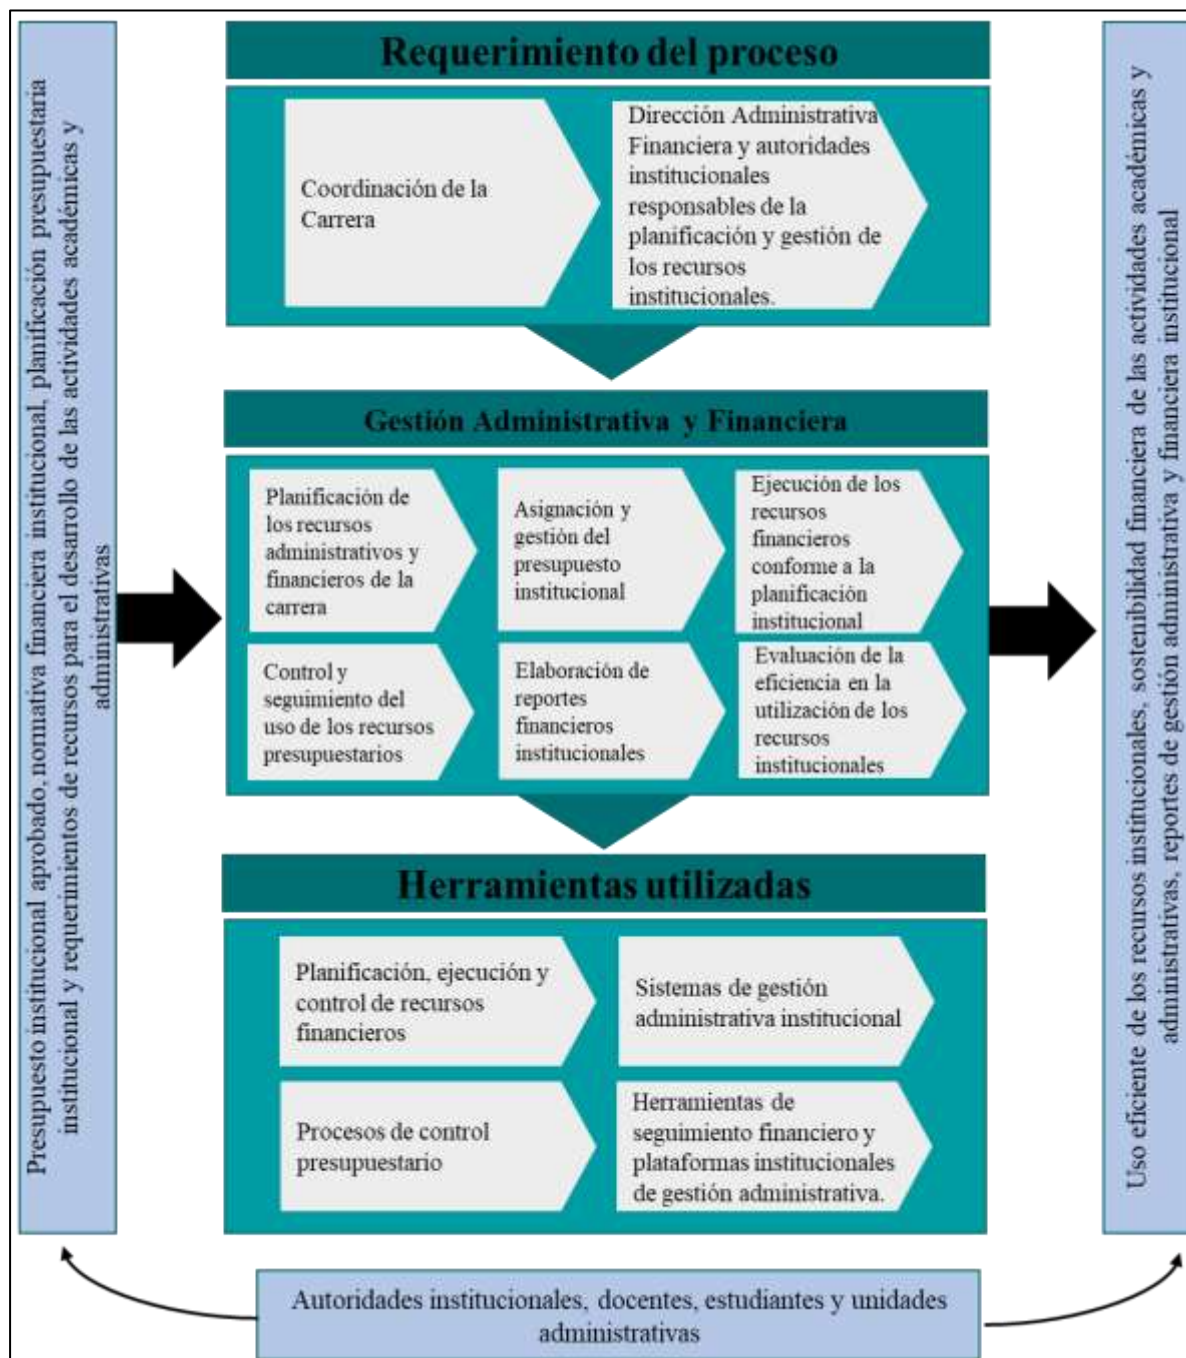 Presupuesto institucional aprobado, normativa financiera institucional, planificación presupuestaria
institucional y requerimientos de recursos para el desarrollo de las actividades académicas y
administrativas
Requerimiento del proceso
Coordinación de la
Carrera
Dirección Administrativa
Financiera y autoridades
institucionales
responsables de la
planificación y gestión de
los recursos
institucionales.
Gestión Administrativa y Financiera
Planificación de
los recursos
administrativos y
financieros de la
carrera
Asignación y
gestión del
presupuesto
institucional
Ejecución de los
recursos
financieros
conforme a la
planificación
institucional
Control y
seguimiento del
uso de los recursos
presupuestarios
Elaboración de
reportes
financieros
institucionales
Evaluación de la
eficiencia en la
utilización de los
recursos
institucionales
Herramientas utilizadas
Planificación, ejecución y
control de recursos
financieros
Sistemas de gestión
administrativa institucional
Procesos de control
presupuestario
Herramientas de
seguimiento financiero y
plataformas institucionales
de gestión administrativa.
Uso eficiente de los recursos institucionales, sostenibilidad financiera de las actividades académicas y
administrativas, reportes de gestión administrativa y financiera institucional
Autoridades institucionales, docentes, estudiantes y unidades
administrativas